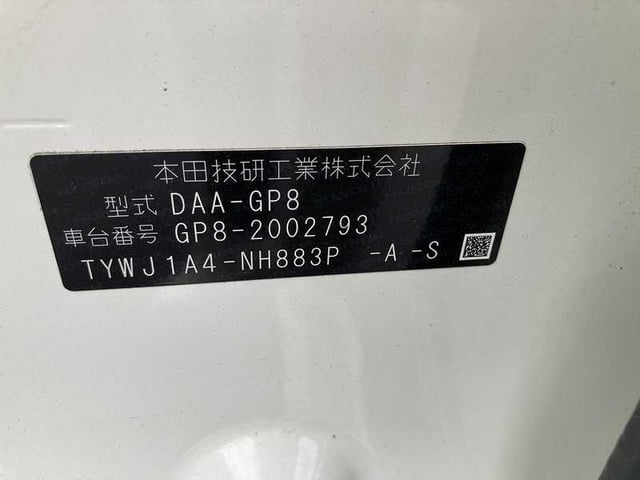 本田技研工業株式会社
型式 DAA-GP8
車台番号 GP8-2002793
TYWJ1A4-NH883P -A -S